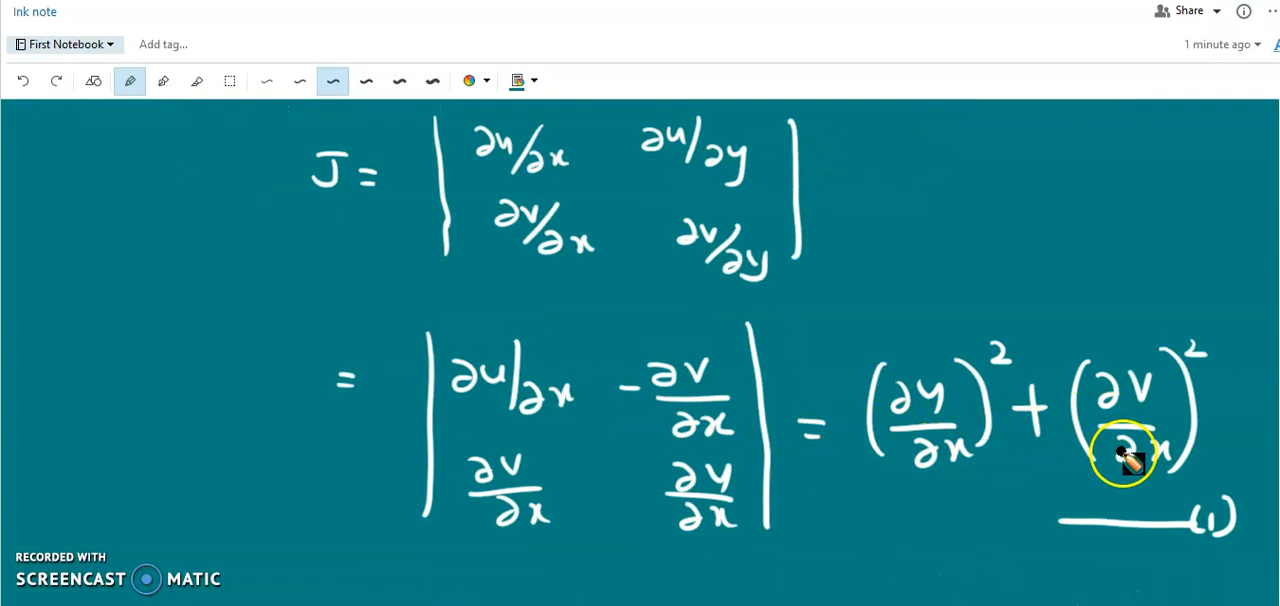 Ink note
Share
First Notebook Add tag...
1 minute ago
J = | ∂u/∂x ∂u/∂y |
| ∂v/∂x ∂v/∂y |
= | ∂u/∂x -∂v/∂x | = (∂y/∂x)² + (∂v/∂x)²
| ∂v/∂x ∂y/∂x |
(1)
RECORDED WITH
SCREENCAST MATIC